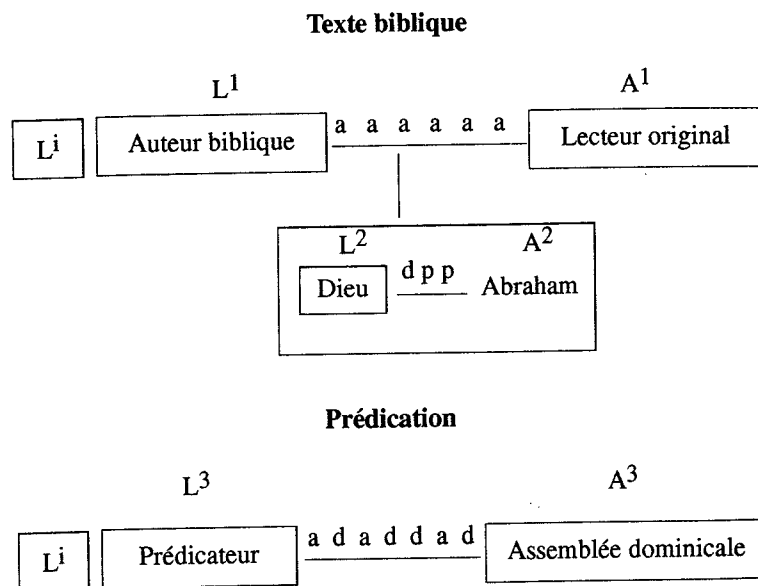 Texte biblique
L1 A1
Li Auteur biblique a a a a a a Lecteur original
L2 A2
Dieu d p p Abraham
Prédication
L3 A3
Li Prédicateur a d a d d a d Assemblée dominicale